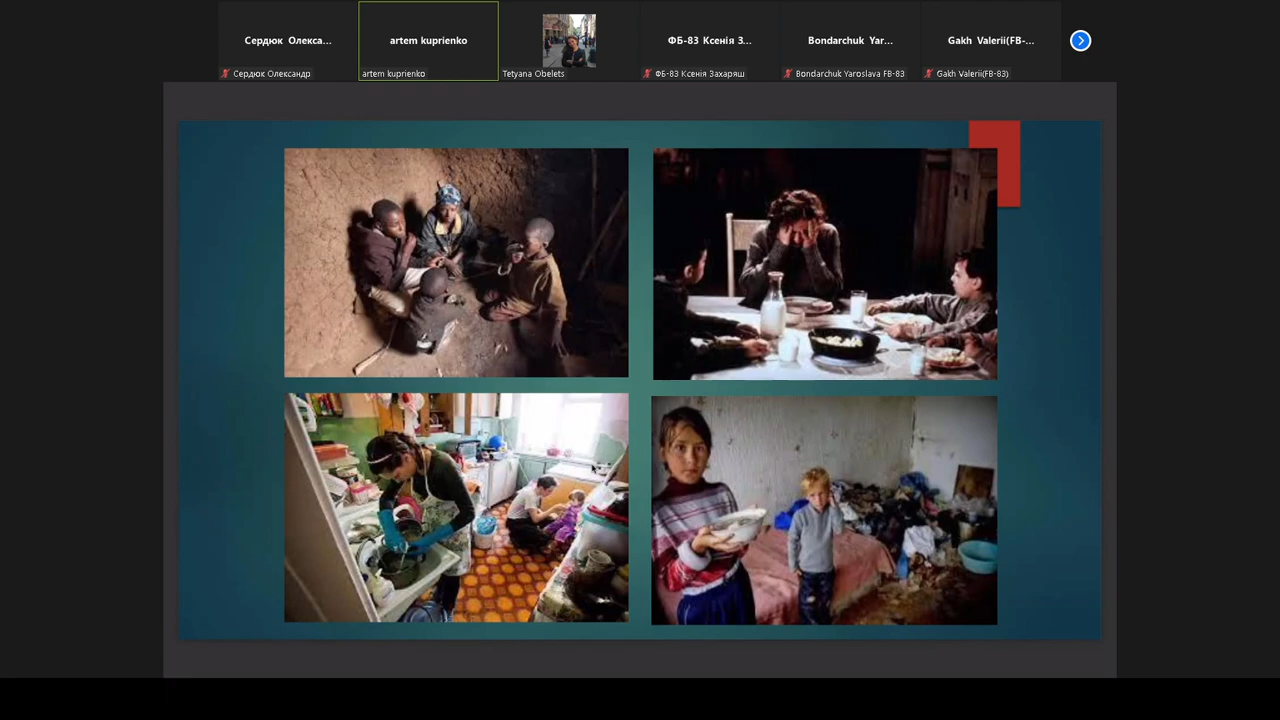 Сердюк Олекса...
artem kuprienko
ФБ-83 Ксенія З...
Bondarchuk Yar...
Gakh Valerii(FB-...
Сердюк Олександр
artem kuprienko
Tetyana Obelets
ФБ-83 Ксенія Захаряш
Bondarchuk Yaroslava FB-83
Gakh Valerii(FB-83)